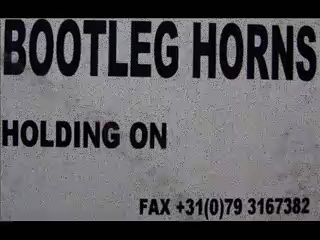 BOOTLEG HORNS
HOLDING ON
FAX +31(0)79 3167382